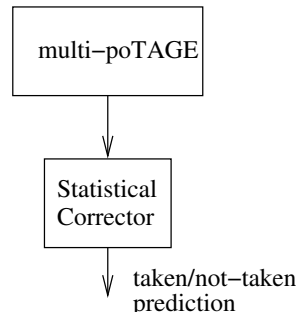 multi−poTAGE
Statistical
Corrector
taken/not−taken
prediction